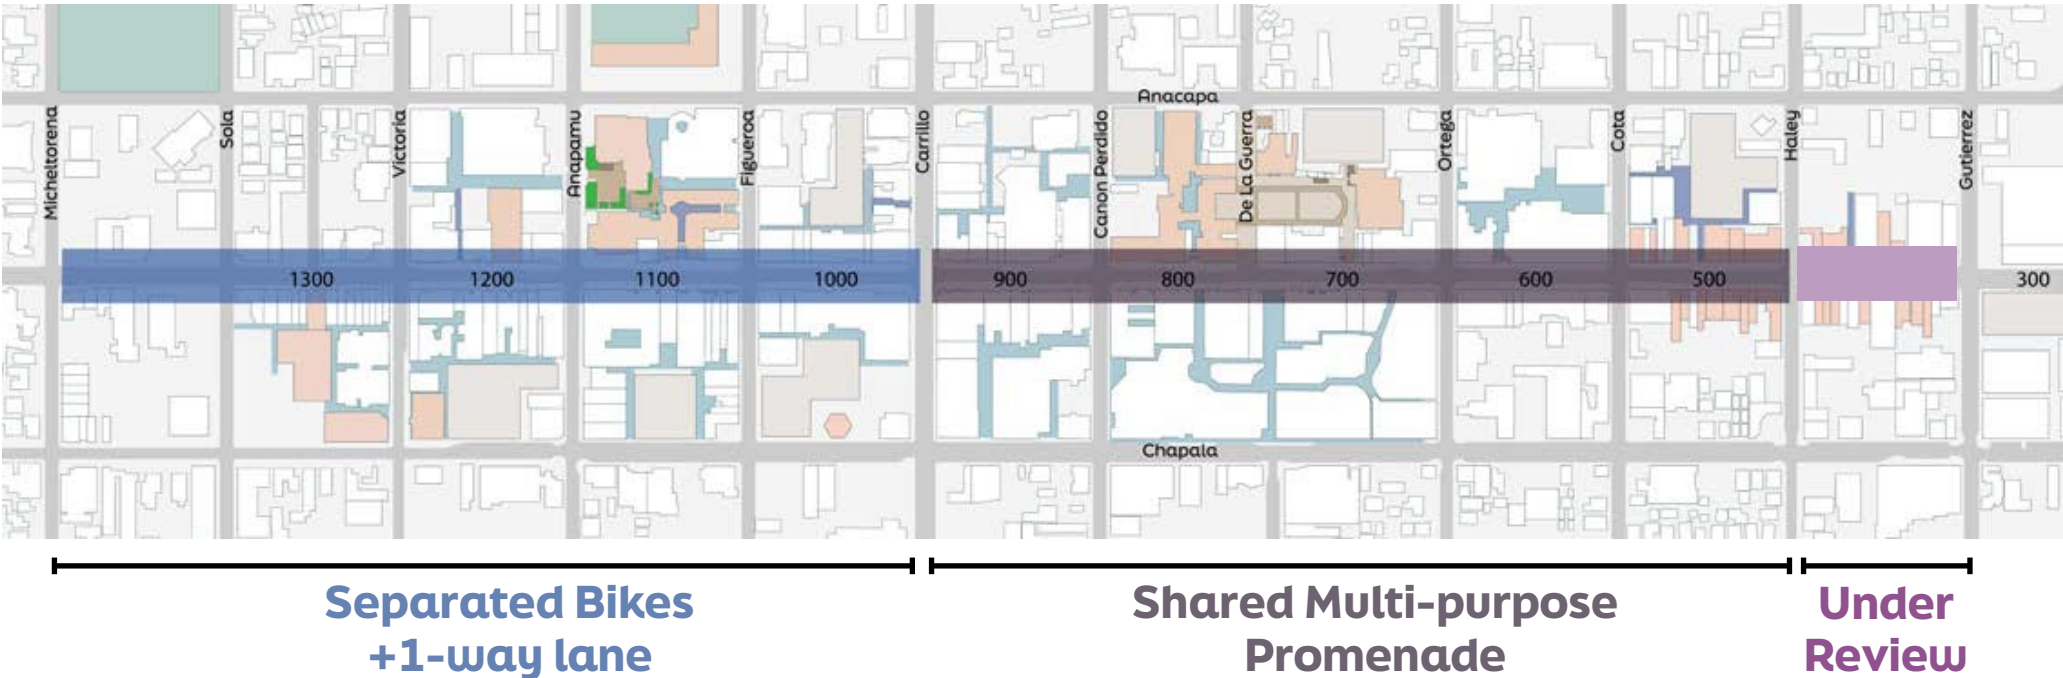 Anacapa
Micheltorena
Sola
Victoria
Anapamu
Figueroa
Carrillo
Canon Perdido
De La Guerra
Ortega
Cota
Haley
Gutierrez
1300
1200
1100
1000
900
800
700
600
500
300
Chapala
Separated Bikes
+1-way lane
Shared Multi-purpose
Promenade
Under
Review